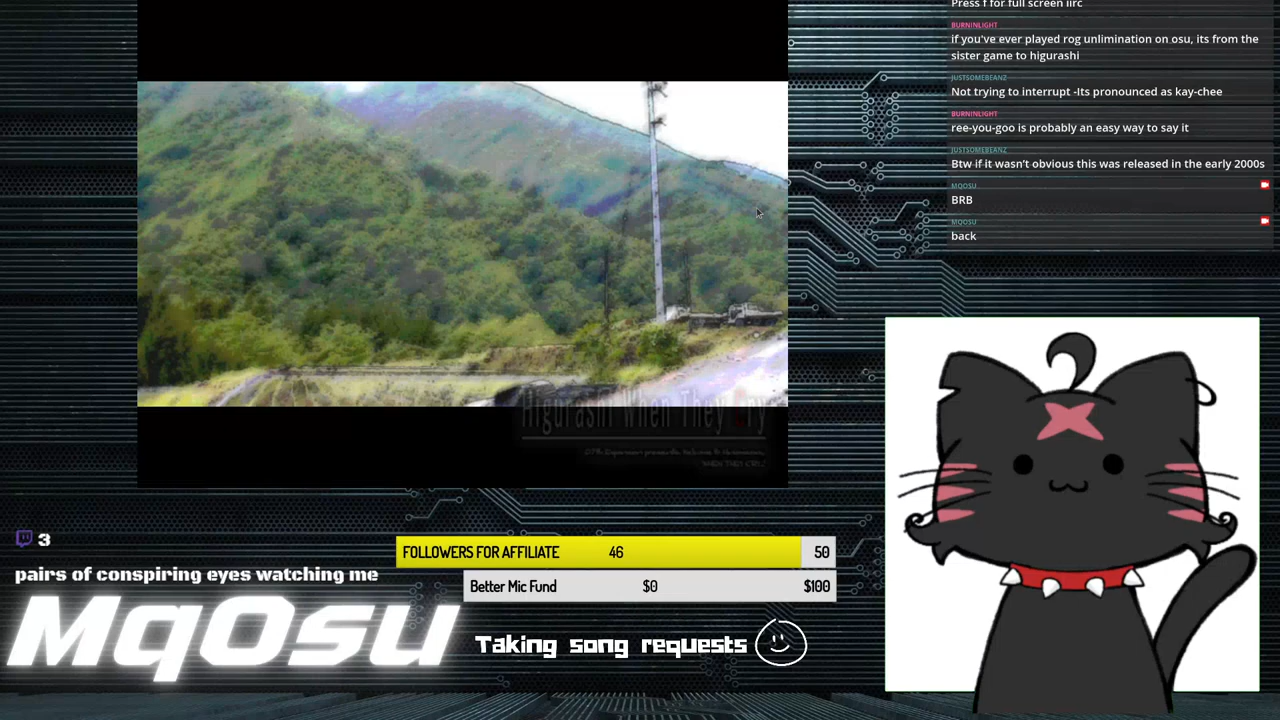 Press f for full screen iirc
BURNINLIGHT
if you've ever played rog unlimination on osu, its from the
sister game to higurashi
JUSTSOMEBEANZ
Not trying to interrupt -Its pronounced as kay-chee
BURNINLIGHT
ree-you-goo is probably an easy way to say it
JUSTSOMEBEANZ
Btw if it wasn't obvious this was released in the early 2000s
MQOSU
BRB
MQOSU
back
Higurashi When They Cry
3
pairs of conspiring eyes watching me
MqOsu
FOLLOWERS FOR AFFILIATE 46 50
Better Mic Fund $0 $100
Taking song requests